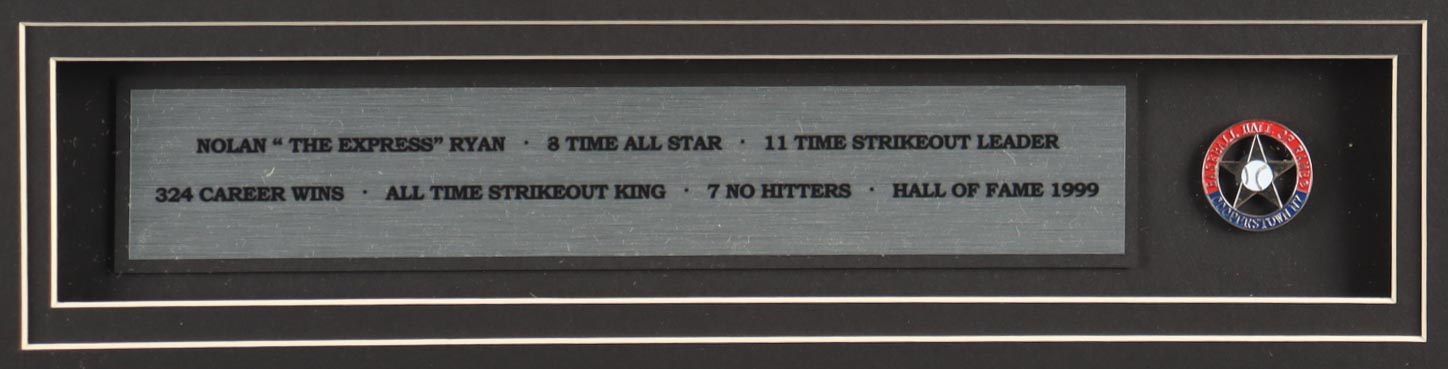 NOLAN “ THE EXPRESS” RYAN · 8 TIME ALL STAR · 11 TIME STRIKEOUT LEADER
324 CAREER WINS · ALL TIME STRIKEOUT KING · 7 NO HITTERS · HALL OF FAME 1999
BASEBALL HALL OF FAME
COOPERSTOWN NY